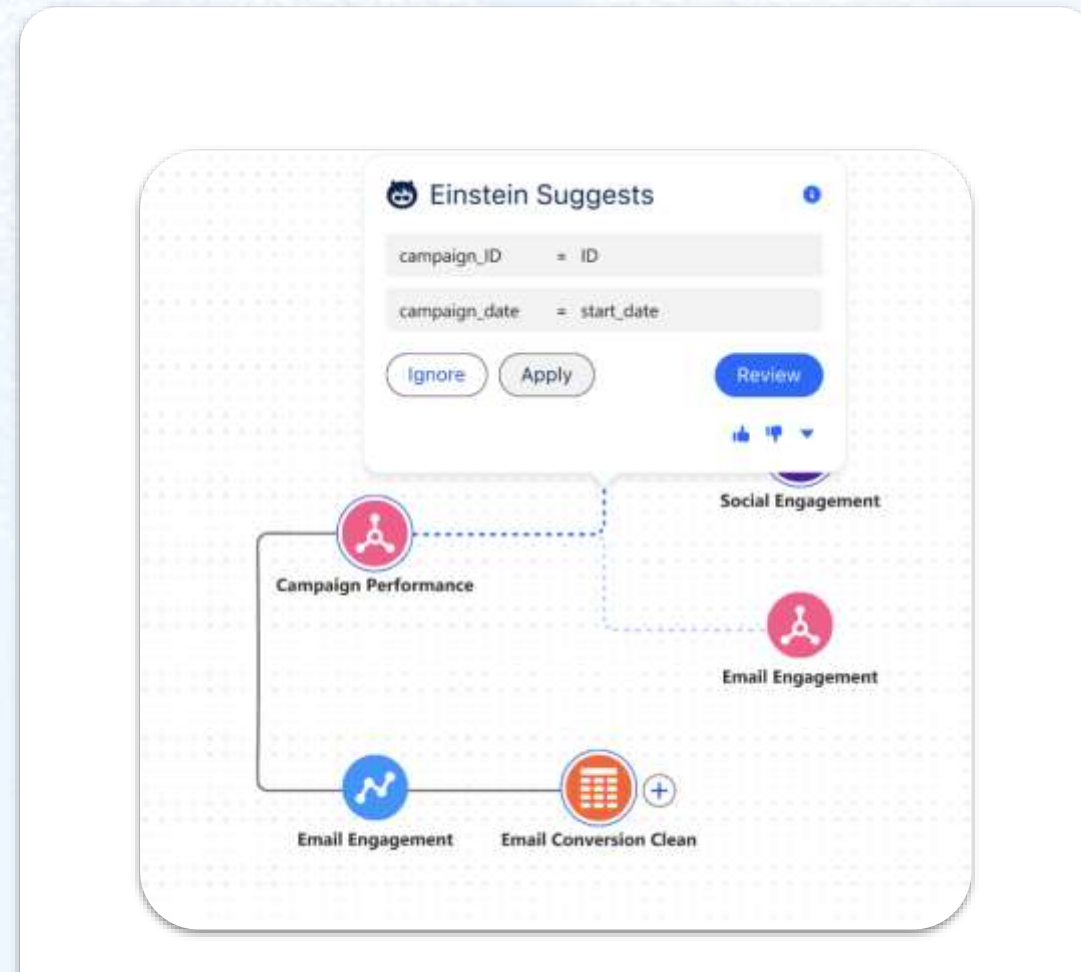 Einstein Suggests
campaign_ID = ID
campaign_date = start_date
Ignore Apply Review
Social Engagement
Campaign Performance
Email Engagement
Email Engagement Email Conversion Clean